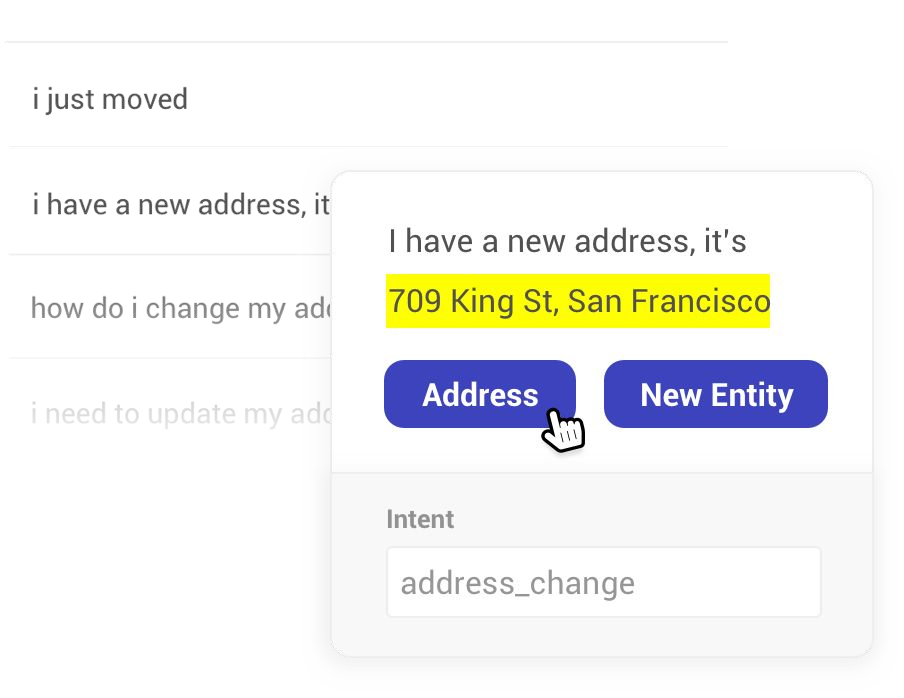 i just moved
i have a new address, it
how do i change my add
i need to update my add
I have a new address, it's
709 King St, San Francisco
Address New Entity
Intent
address_change